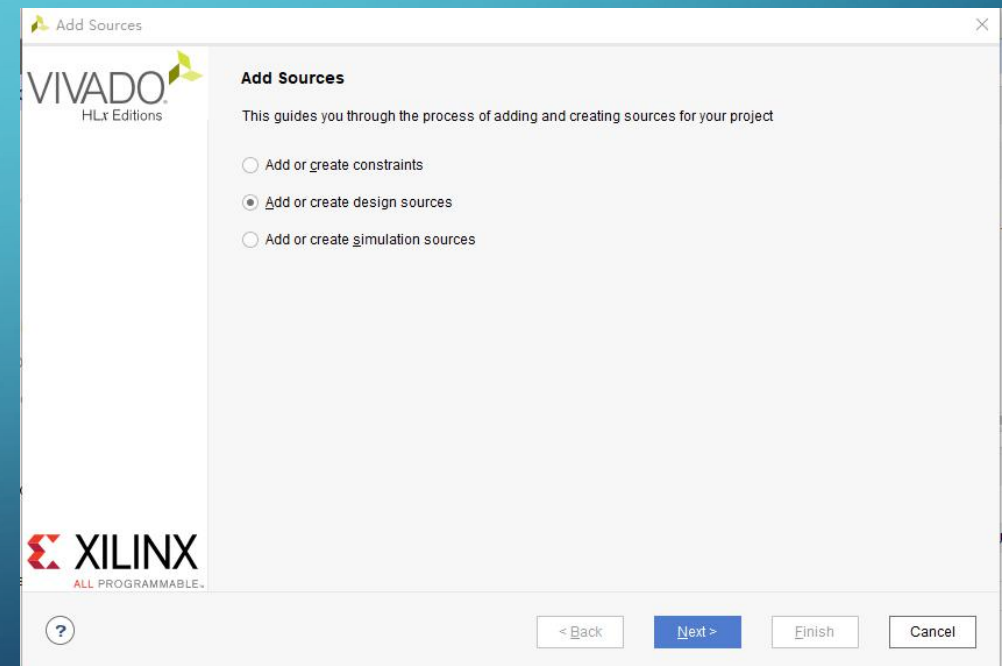 Add Sources
VIVADO
HLx Editions
Add Sources
This guides you through the process of adding and creating sources for your project
Add or create constraints
Add or create design sources
Add or create simulation sources
XILINX
ALL PROGRAMMABLE.
?
< Back
Next >
Finish
Cancel